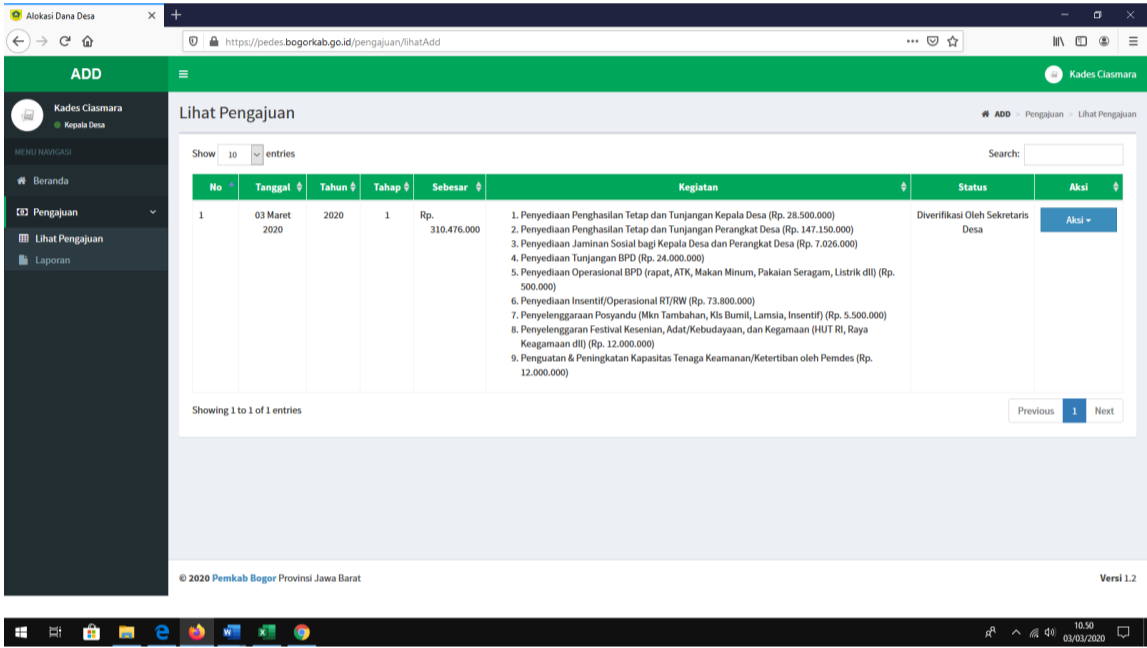 Alokasi Dana Desa
https://pedes.bogorkab.go.id/pengajuan/lihatAdd
ADD
Kades Ciasmara
Kades Ciasmara
Kepala Desa
MENU NAVIGASI
Beranda
Pengajuan
Lihat Pengajuan
Laporan
Lihat Pengajuan
ADD > Pengajuan > Lihat Pengajuan
Show 10 entries
Search:
No Tanggal Tahun Tahap Sebesar Kegiatan Status Aksi
1
03 Maret
2020
2020
1
Rp.
310.476.000
1. Penyediaan Penghasilan Tetap dan Tunjangan Kepala Desa (Rp. 28.500.000)
2. Penyediaan Penghasilan Tetap dan Tunjangan Perangkat Desa (Rp. 147.150.000)
3. Penyediaan Jaminan Sosial bagi Kepala Desa dan Perangkat Desa (Rp. 7.026.000)
4. Penyediaan Tunjangan BPD (Rp. 24.000.000)
5. Penyediaan Operasional BPD (rapat, ATK, Makan Minum, Pakaian Seragam, Listrik dll) (Rp.
500.000)
6. Penyediaan Insentif/Operasional RT/RW (Rp. 73.800.000)
7. Penyelenggaraan Posyandu (Mkn Tambahan, Kls Bumil, Lamsia, Insentif) (Rp. 5.500.000)
8. Penyelenggaran Festival Kesenian, Adat/Kebudayaan, dan Kegamaan (HUT RI, Raya
Keagamaan dll) (Rp. 12.000.000)
9. Penguatan & Peningkatan Kapasitas Tenaga Keamanan/Ketertiban oleh Pemdes (Rp.
12.000.000)
Diverifikasi Oleh Sekretaris
Desa
Aksi
Showing 1 to 1 of 1 entries
Previous 1 Next
© 2020 Pemkab Bogor Provinsi Jawa Barat
Versi 1.2
10.50
03/03/2020